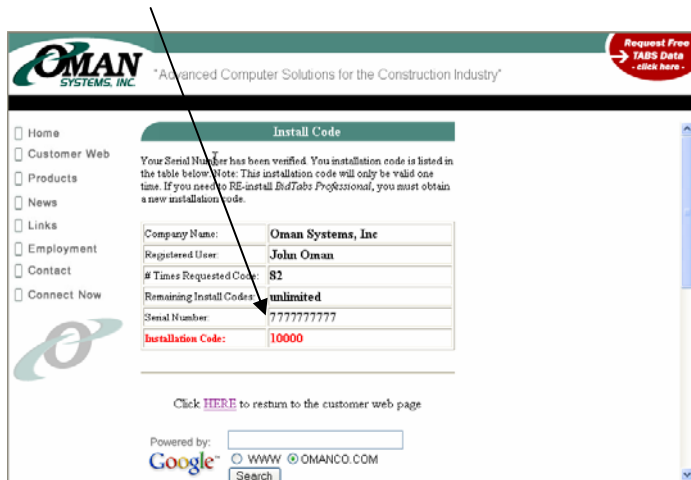 OMAN
SYSTEMS, INC.
"Advanced Computer Solutions for the Construction Industry"
Request Free
TABS Data
- click here -
Home
Customer Web
Products
News
Links
Employment
Contact
Connect Now
Install Code
Your Serial Number has been verified. You installation code is listed in
the table below. Note: This installation code will only be valid one
time. If you need to RE-install BidTabs Professional, you must obtain
a new installation code.
Company Name: Oman Systems, Inc
Registered User: John Oman
# Times Requested Code: 82
Remaining Install Codes: unlimited
Serial Number: 7777777777
Installation Code: 10000
Click HERE to resturn to the customer web page
Powered by:
Google™ WWW OMANCO.COM
Search